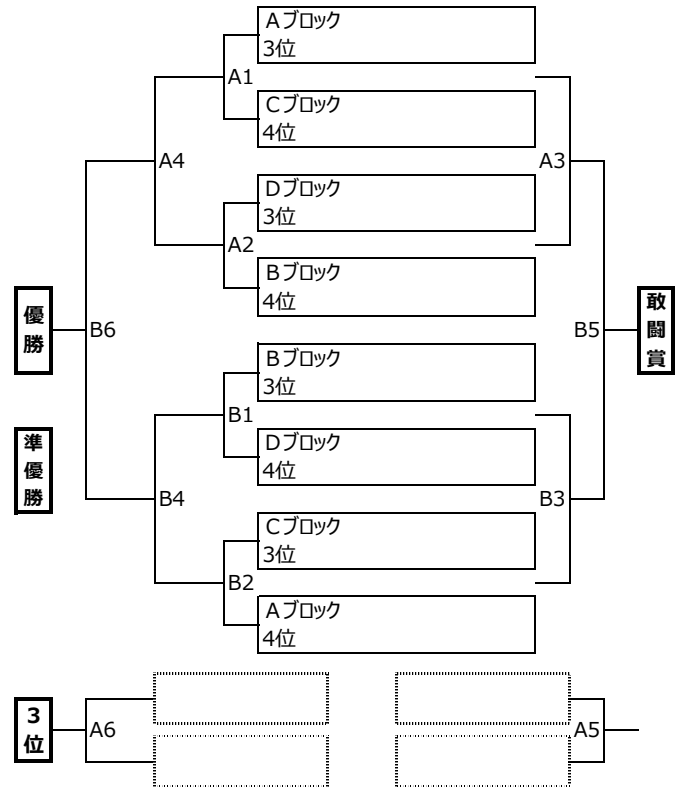 Aブロック
3位
A1
Cブロック
4位
A4
A3
Dブロック
3位
A2
Bブロック
4位
優勝
B6
B5
敢闘賞
Bブロック
3位
B1
Dブロック
4位
準優勝
B4
B3
Cブロック
3位
B2
Aブロック
4位
3位
A6
A5